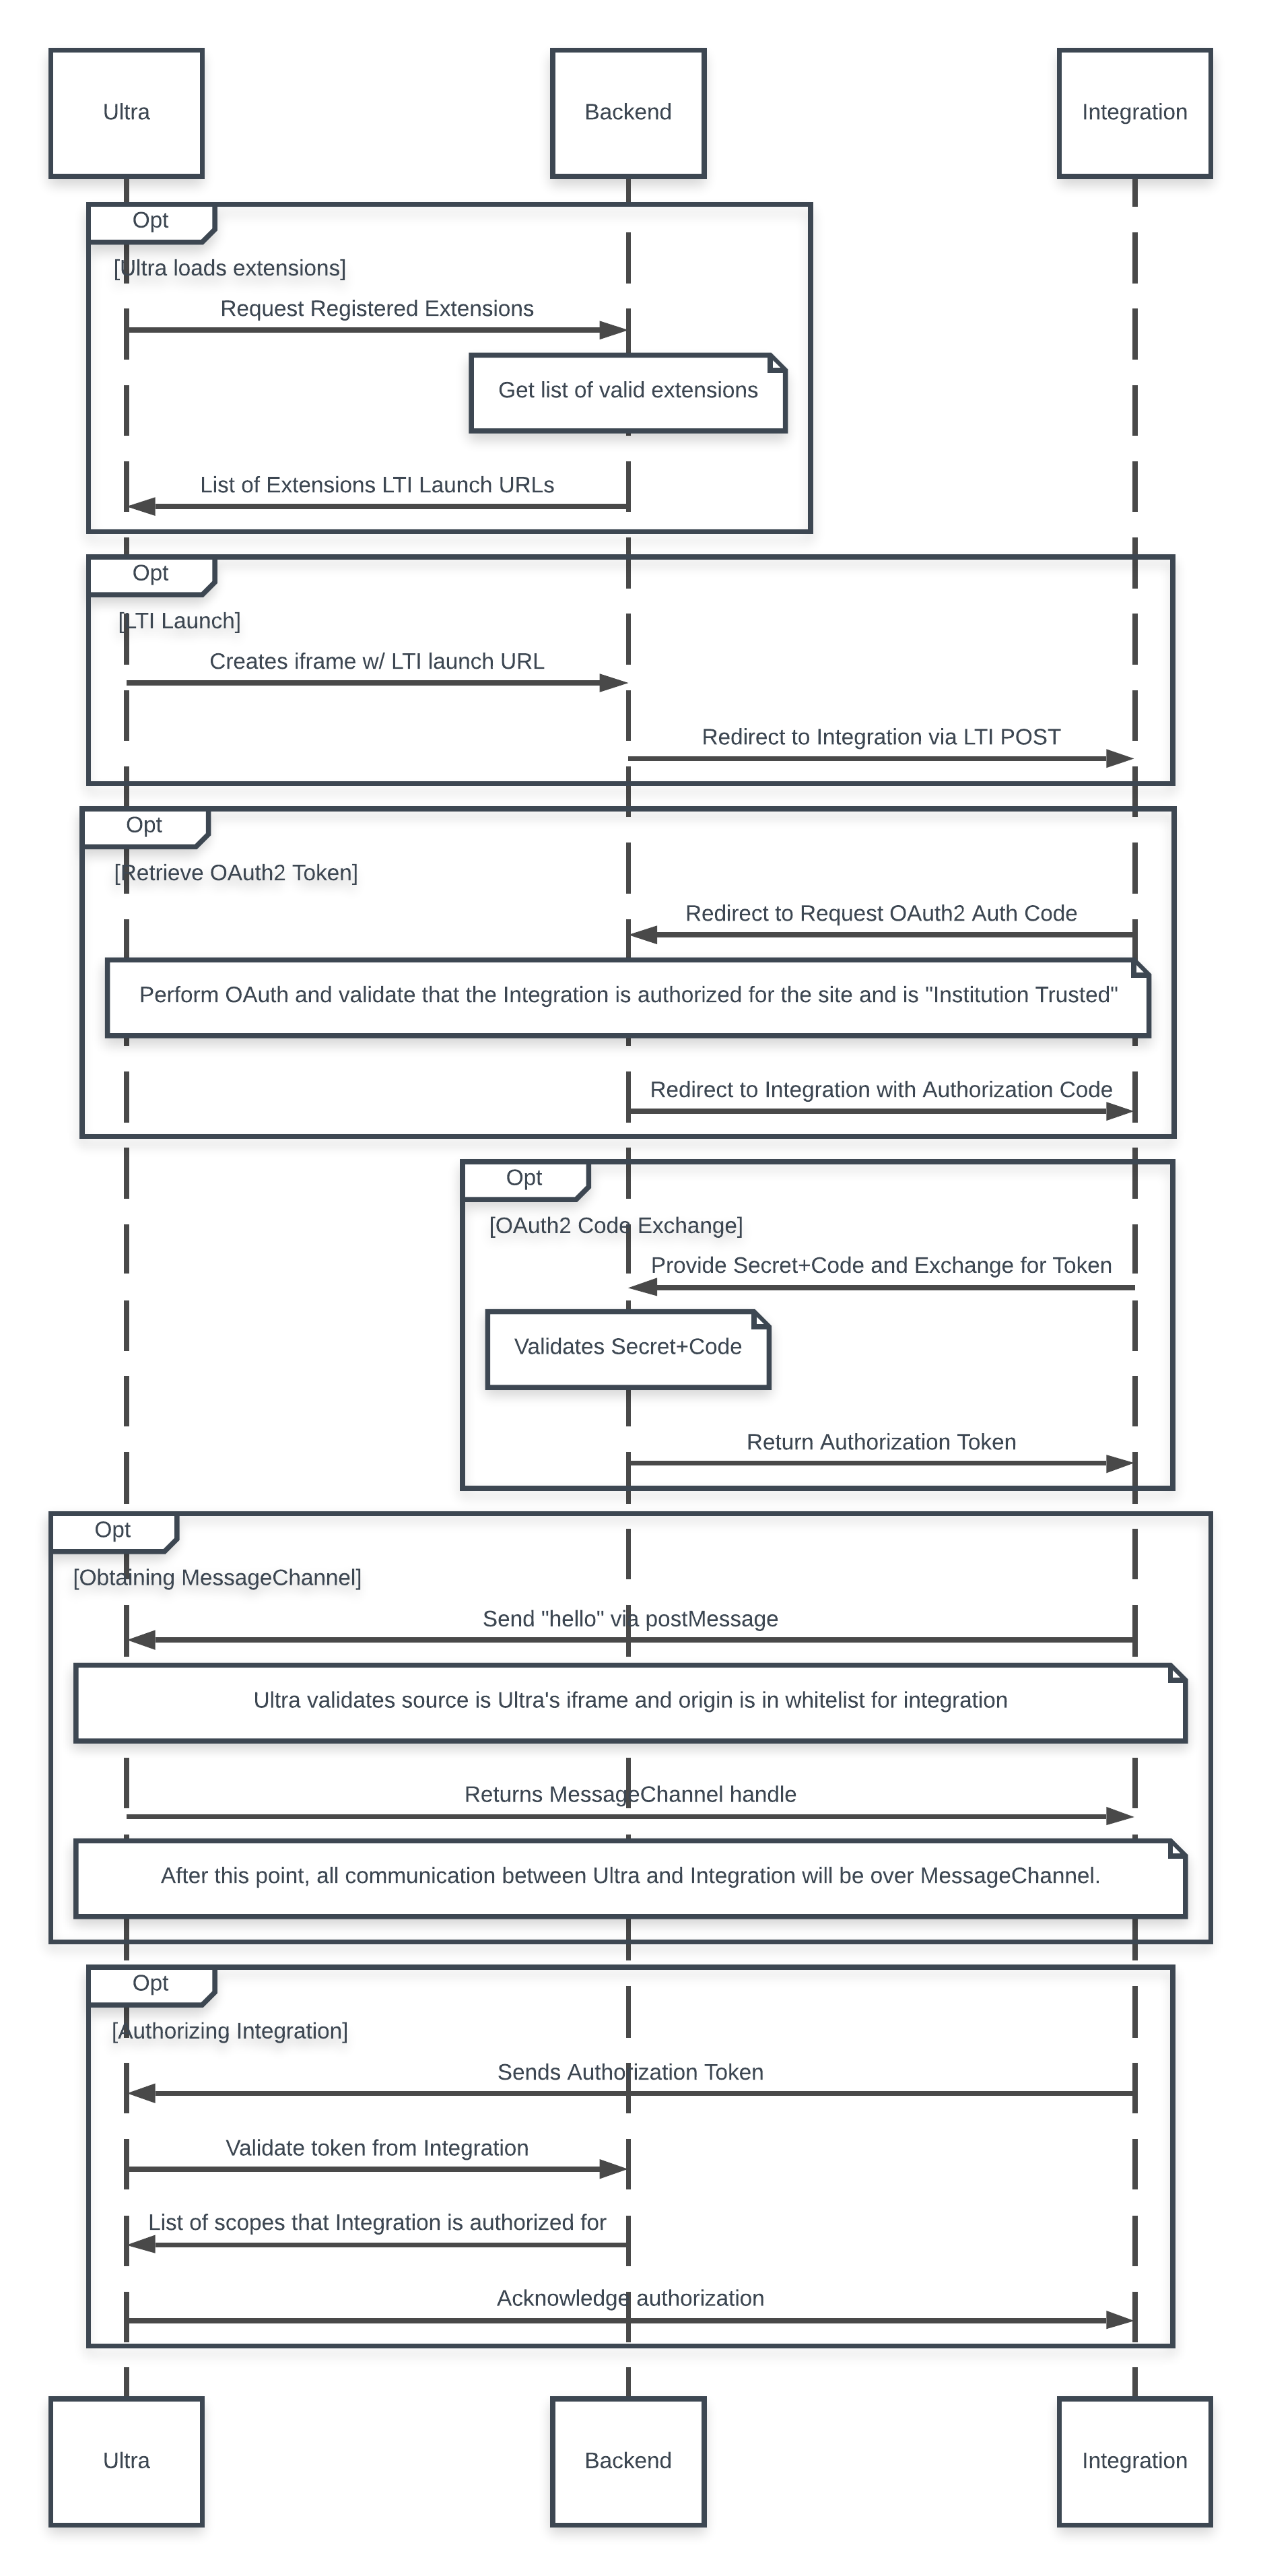 Ultra
Backend
Integration
Opt
[Ultra loads extensions]
Request Registered Extensions
Get list of valid extensions
List of Extensions LTI Launch URLs
Opt
[LTI Launch]
Creates iframe w/ LTI launch URL
Redirect to Integration via LTI POST
Opt
[Retrieve OAuth2 Token]
Redirect to Request OAuth2 Auth Code
Perform OAuth and validate that the Integration is authorized for the site and is "Institution Trusted"
Redirect to Integration with Authorization Code
Opt
[OAuth2 Code Exchange]
Provide Secret+Code and Exchange for Token
Validates Secret+Code
Return Authorization Token
Opt
[Obtaining MessageChannel]
Send "hello" via postMessage
Ultra validates source is Ultra's iframe and origin is in whitelist for integration
Returns MessageChannel handle
After this point, all communication between Ultra and Integration will be over MessageChannel.
Opt
[Authorizing Integration]
Sends Authorization Token
Validate token from Integration
List of scopes that Integration is authorized for
Acknowledge authorization
Ultra
Backend
Integration